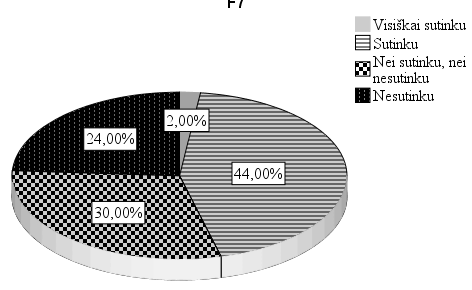 F7
Visiškai sutinku
Sutinku
Nei sutinku, nei
nesutinku
Nesutinku
2,00%
24,00%
44,00%
30,00%